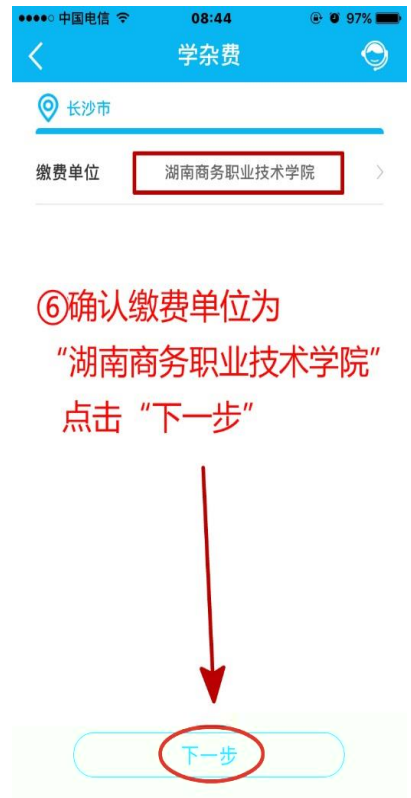 中国电信 08:44 97%
学杂费
长沙市
缴费单位 湖南商务职业技术学院
⑥确认缴费单位为
“湖南商务职业技术学院”
点击“下一步”
下一步